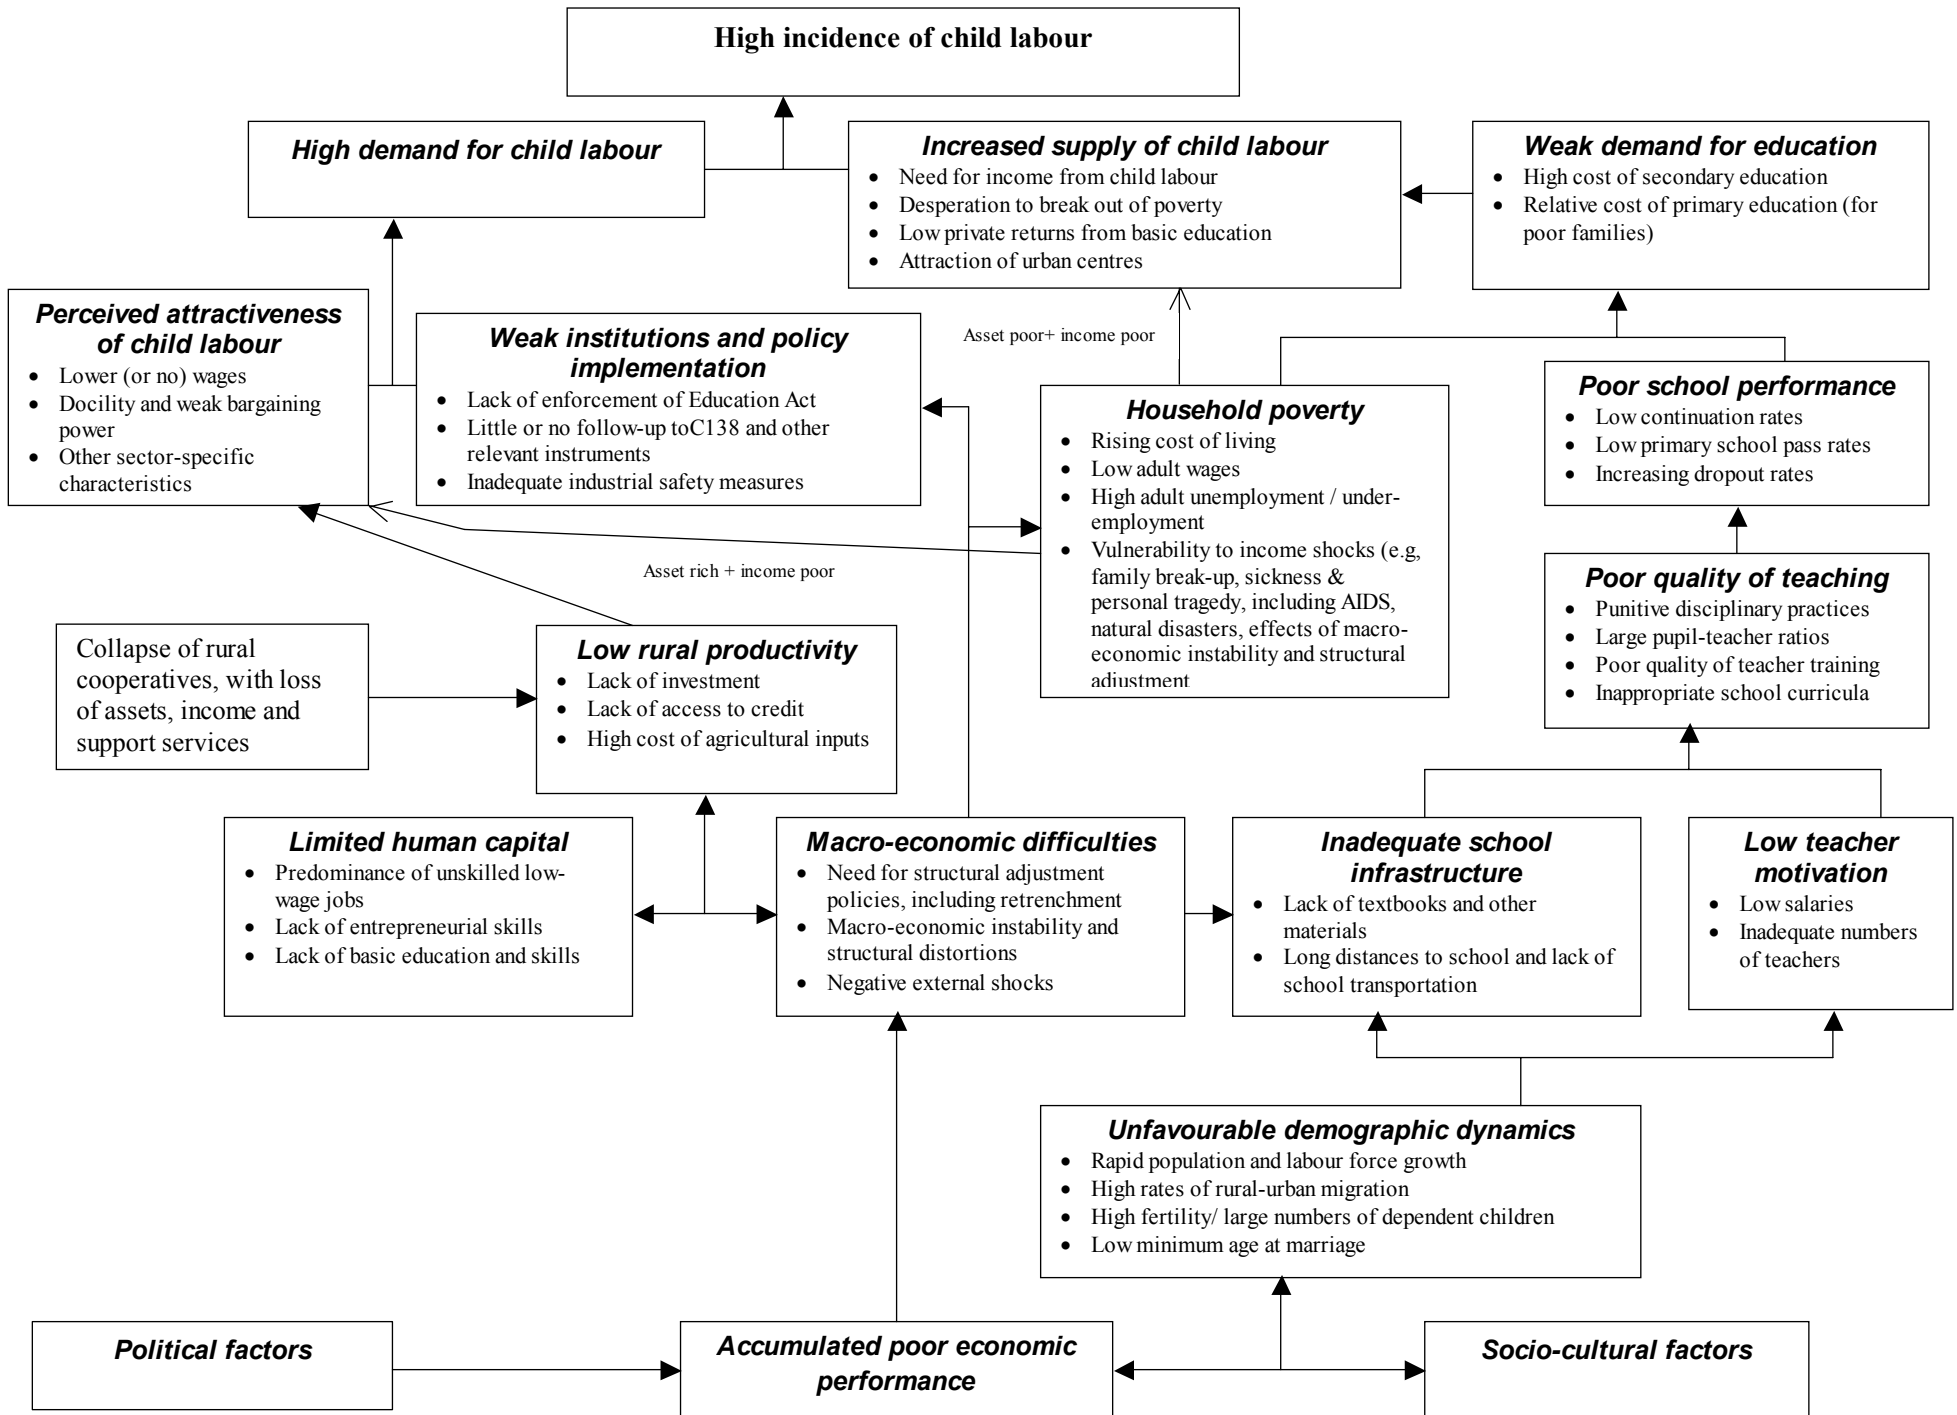 High incidence of child labour
High demand for child labour
Increased supply of child labour
• Need for income from child labour
• Desperation to break out of poverty
• Low private returns from basic education
• Attraction of urban centres
Weak demand for education
• High cost of secondary education
• Relative cost of primary education (for
poor families)
Perceived attractiveness
of child labour
• Lower (or no) wages
• Docility and weak bargaining
power
• Other sector-specific
characteristics
Weak institutions and policy
implementation
• Lack of enforcement of Education Act
• Little or no follow-up toC138 and other
relevant instruments
• Inadequate industrial safety measures
Asset poor+ income poor
Household poverty
• Rising cost of living
• Low adult wages
• High adult unemployment / under-
employment
• Vulnerability to income shocks (e.g,
family break-up, sickness &
personal tragedy, including AIDS,
natural disasters, effects of macro-
economic instability and structural
adjustment
Poor school performance
• Low continuation rates
• Low primary school pass rates
• Increasing dropout rates
Asset rich + income poor
Poor quality of teaching
• Punitive disciplinary practices
• Large pupil-teacher ratios
• Poor quality of teacher training
• Inappropriate school curricula
Collapse of rural
cooperatives, with loss
of assets, income and
support services
Low rural productivity
• Lack of investment
• Lack of access to credit
• High cost of agricultural inputs
Limited human capital
• Predominance of unskilled low-
wage jobs
• Lack of entrepreneurial skills
• Lack of basic education and skills
Macro-economic difficulties
• Need for structural adjustment
policies, including retrenchment
• Macro-economic instability and
structural distortions
• Negative external shocks
Inadequate school
infrastructure
• Lack of textbooks and other
materials
• Long distances to school and lack of
school transportation
Low teacher
motivation
• Low salaries
• Inadequate numbers
of teachers
Unfavourable demographic dynamics
• Rapid population and labour force growth
• High rates of rural-urban migration
• High fertility/ large numbers of dependent children
• Low minimum age at marriage
Political factors
Accumulated poor economic
performance
Socio-cultural factors